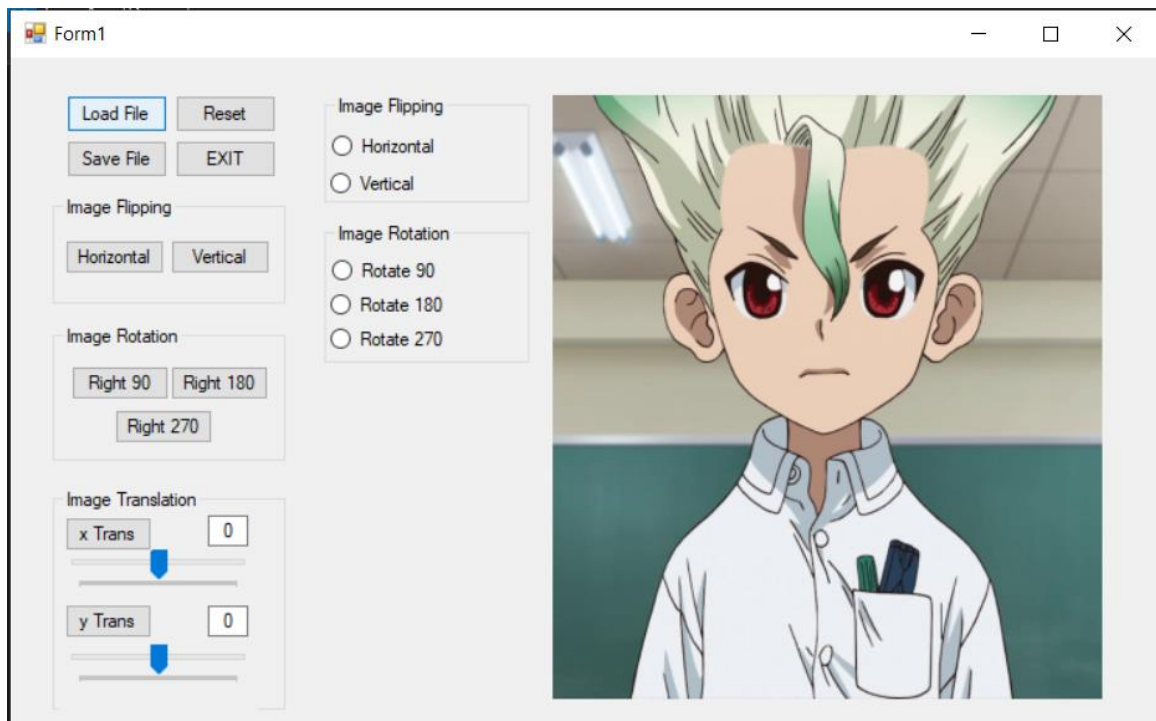 Form1
Load File
Reset
Save File
EXIT
Image Flipping
Horizontal
Vertical
Image Rotation
Right 90
Right 180
Right 270
Image Translation
x Trans
0
y Trans
0
Image Flipping
Horizontal
Vertical
Image Rotation
Rotate 90
Rotate 180
Rotate 270